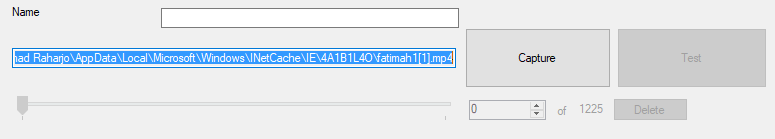 Name
nad Raharjo\AppData\Local\Microsoft\Windows\INetCache\IE\4A1B1L4O\fatimah1[1].mp4
Capture
Test
0 of 1225 Delete